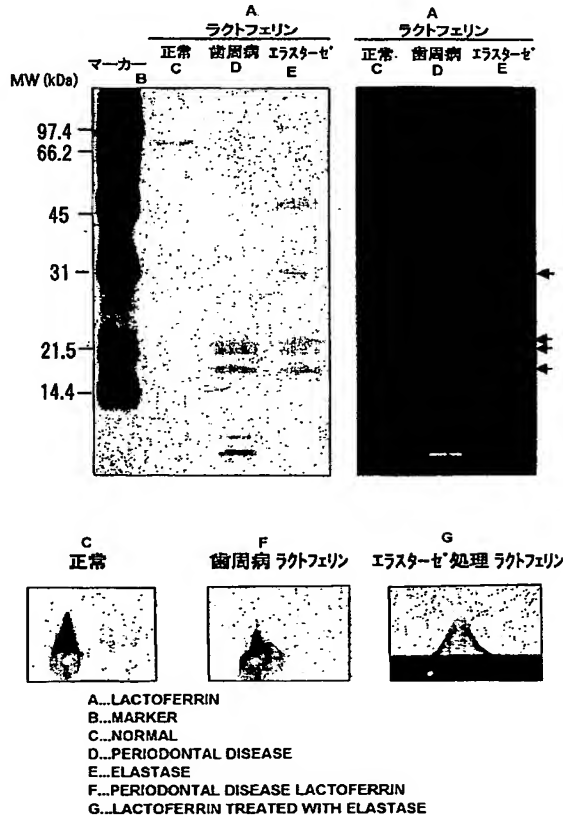 A
ラクトフェリン
正常 歯周病 エラスターゼ
マーカー C D E
B
MW (kDa)
97.4
66.2
45
31
21.5
14.4
A
ラクトフェリン
正常. 歯周病 エラスターゼ
C D E
C
正常
F
歯周病 ラクトフェリン
G
エラスターゼ処理 ラクトフェリン
A...LACTOFERRIN
B...MARKER
C...NORMAL
D...PERIODONTAL DISEASE
E...ELASTASE
F...PERIODONTAL DISEASE LACTOFERRIN
G...LACTOFERRIN TREATED WITH ELASTASE